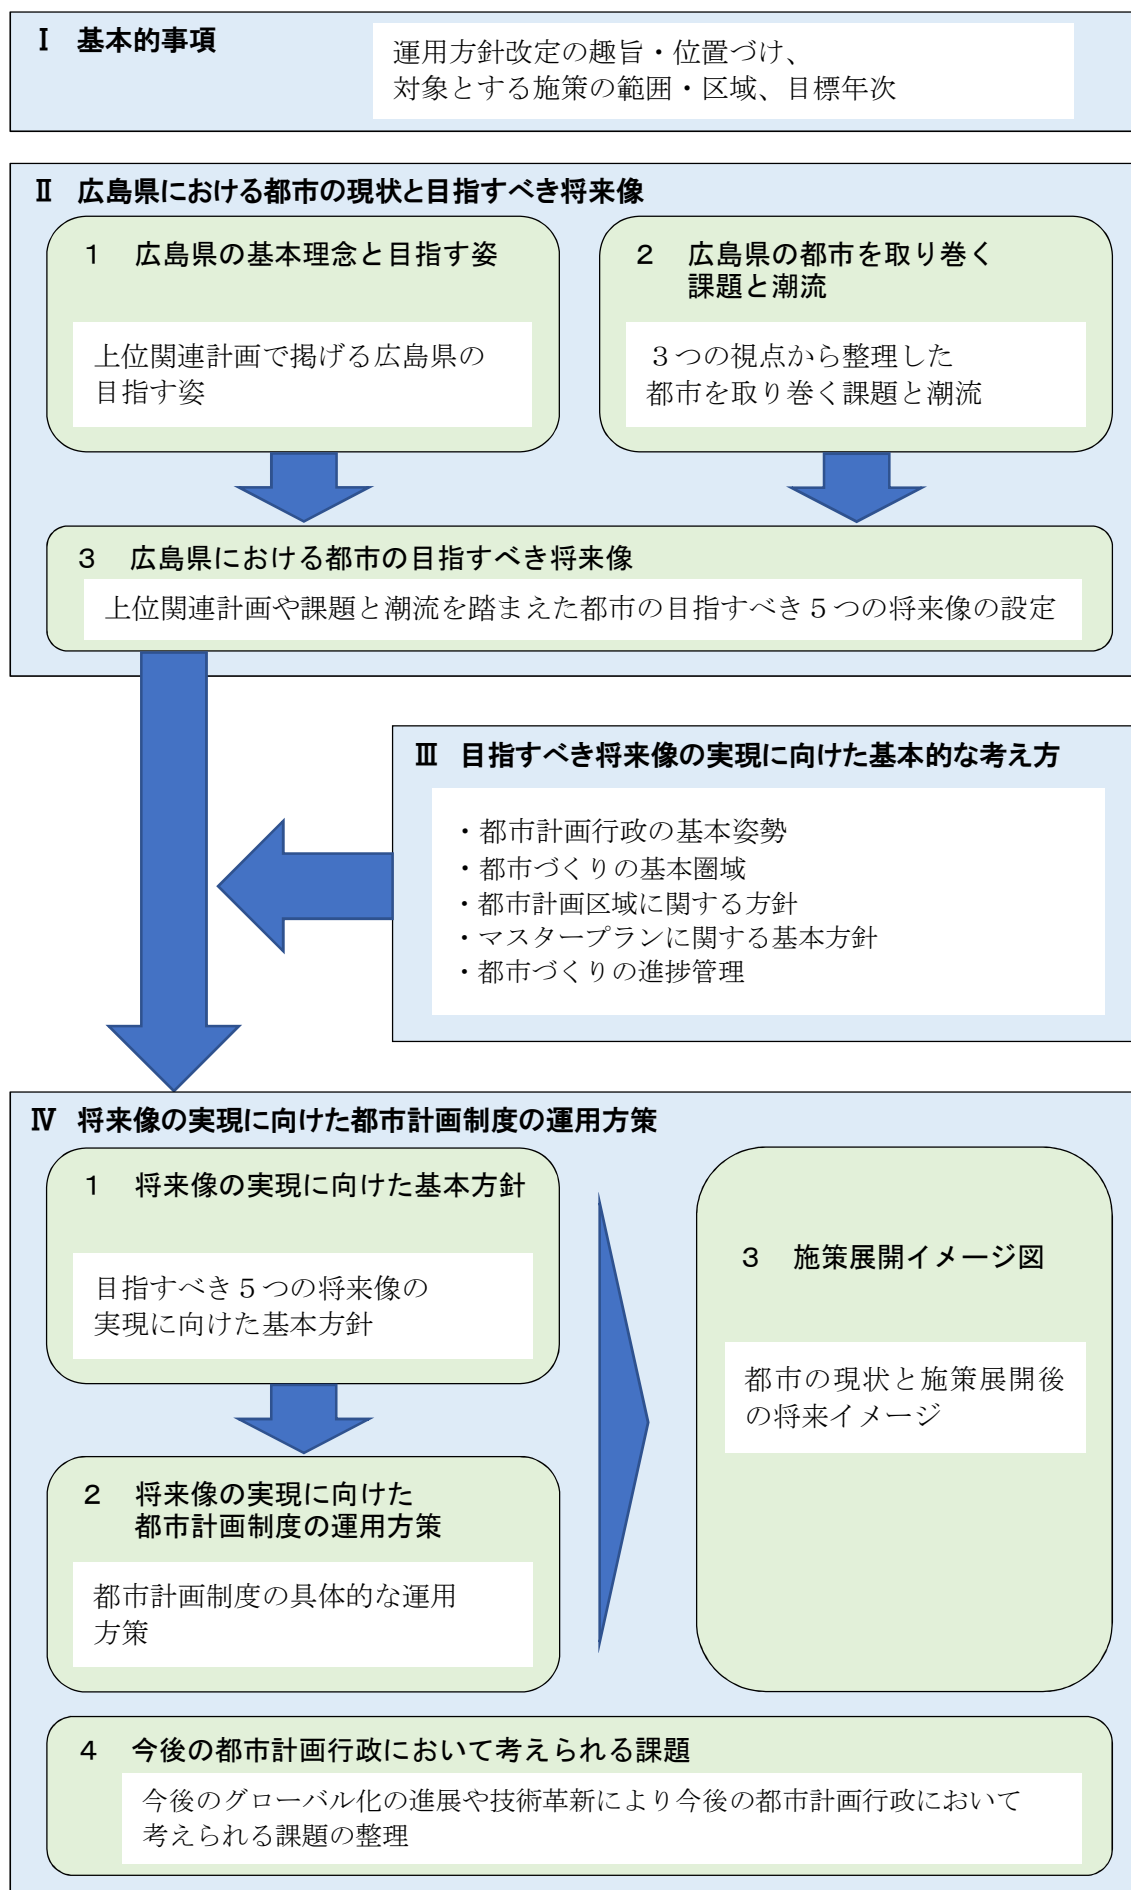 Ⅰ 基本的事項
運用方針改定の趣旨・位置づけ、
対象とする施策の範囲・区域、目標年次
Ⅱ 広島県における都市の現状と目指すべき将来像
１ 広島県の基本理念と目指す姿
上位関連計画で掲げる広島県の
目指す姿
２ 広島県の都市を取り巻く
課題と潮流
３つの視点から整理した
都市を取り巻く課題と潮流
３ 広島県における都市の目指すべき将来像
上位関連計画や課題と潮流を踏まえた都市の目指すべき５つの将来像の設定
Ⅲ 目指すべき将来像の実現に向けた基本的な考え方
・都市計画行政の基本姿勢
・都市づくりの基本圏域
・都市計画区域に関する方針
・マスタープランに関する基本方針
・都市づくりの進捗管理
Ⅳ 将来像の実現に向けた都市計画制度の運用方策
１ 将来像の実現に向けた基本方針
目指すべき５つの将来像の
実現に向けた基本方針
２ 将来像の実現に向けた
都市計画制度の運用方策
都市計画制度の具体的な運用
方策
３ 施策展開イメージ図
都市の現状と施策展開後
の将来イメージ
４ 今後の都市計画行政において考えられる課題
今後のグローバル化の進展や技術革新により今後の都市計画行政において
考えられる課題の整理